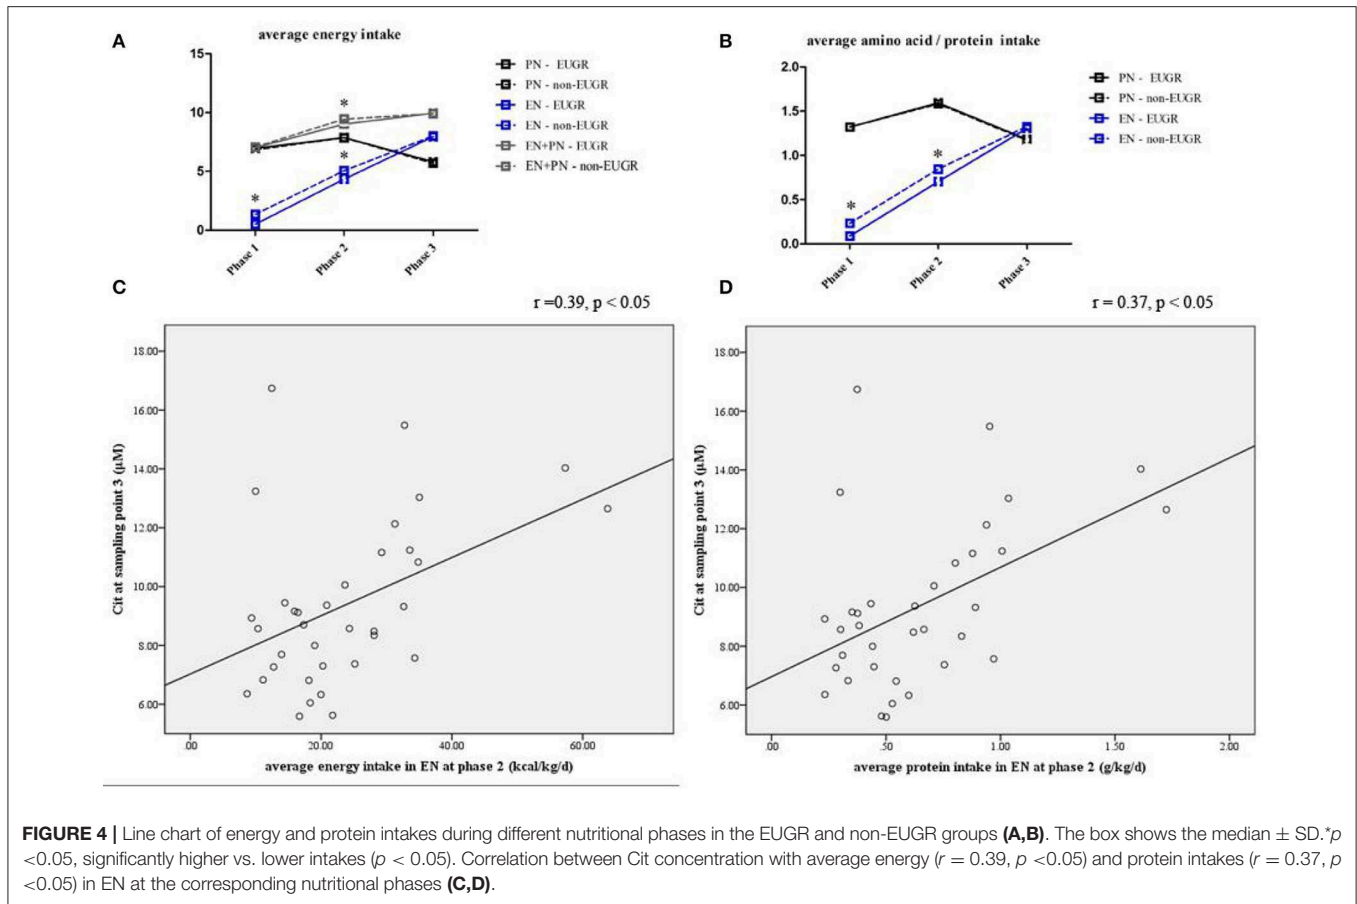 A
average energy intake
15
10
5
0
Phase 1
Phase 2
Phase 3
*
*
*
PN - EUGR
PN - non-EUGR
EN - EUGR
EN - non-EUGR
EN+PN - EUGR
EN+PN - non-EUGR
B
average amino acid / protein intake
2.0
1.5
1.0
0.5
0.0
Phase 1
Phase 2
Phase 3
*
*
PN - EUGR
PN - non-EUGR
EN - EUGR
EN - non-EUGR
C
r =0.39, p < 0.05
Cit at sampling point 3 (μM)
18.00
16.00
14.00
12.00
10.00
8.00
6.00
.00
20.00
40.00
60.00
average energy intake in EN at phase 2 (kcal/kg/d)
D
r = 0.37, p < 0.05
Cit at sampling point 3 (μM)
18.00
16.00
14.00
12.00
10.00
8.00
6.00
.00
.50
1.00
1.50
2.00
average protein intake in EN at phase 2 (g/kg/d)
FIGURE 4 | Line chart of energy and protein intakes during different nutritional phases in the EUGR and non-EUGR groups (A,B). The box shows the median ± SD.*p
<0.05, significantly higher vs. lower intakes (p < 0.05). Correlation between Cit concentration with average energy (r = 0.39, p <0.05) and protein intakes (r = 0.37, p
<0.05) in EN at the corresponding nutritional phases (C,D).